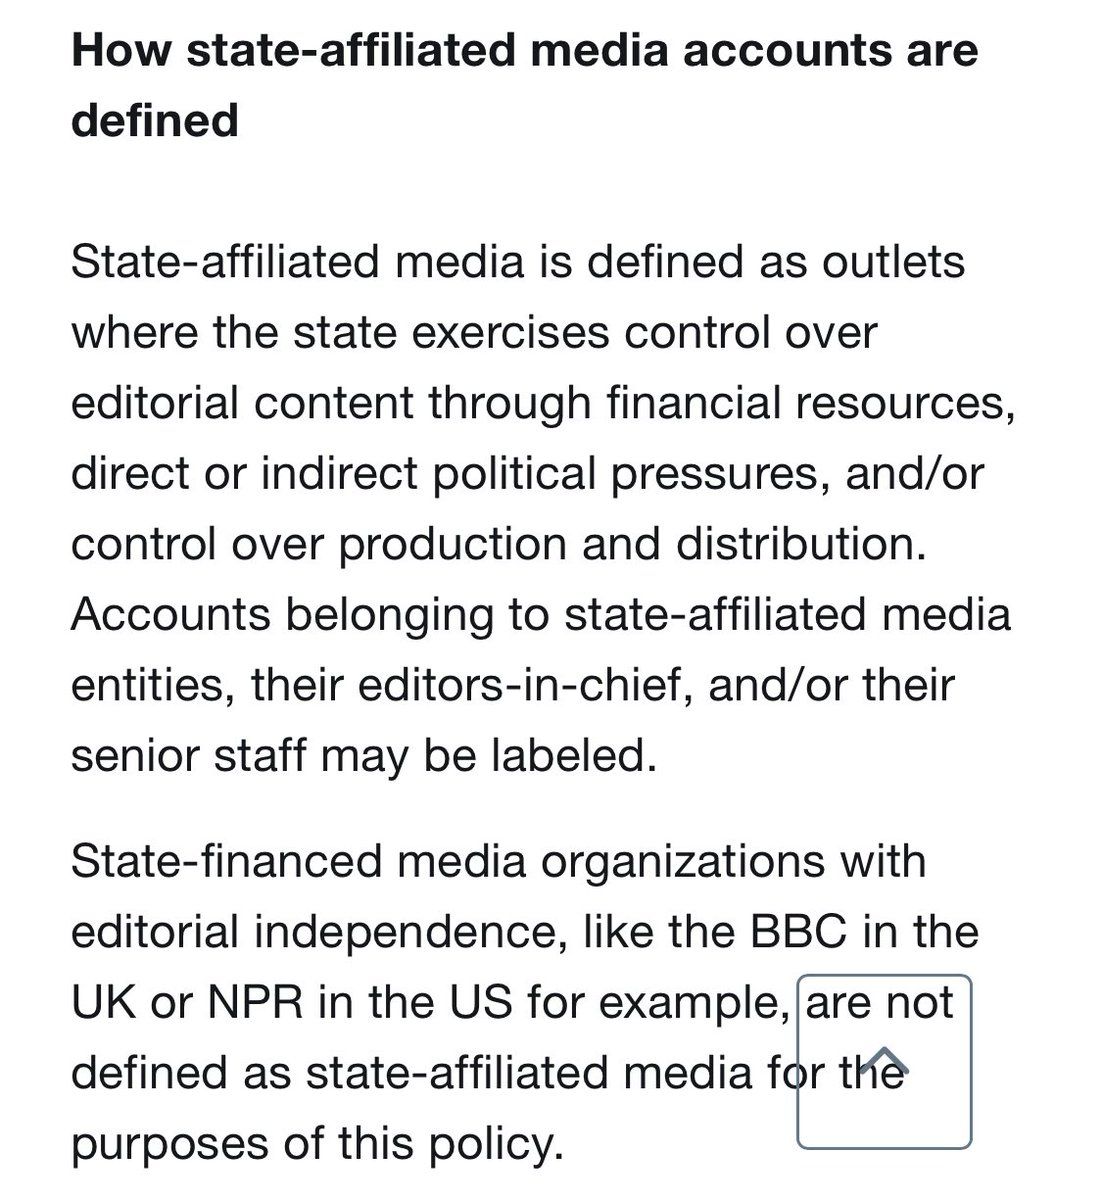 How state-affiliated media accounts are
defined
State-affiliated media is defined as outlets
where the state exercises control over
editorial content through financial resources,
direct or indirect political pressures, and/or
control over production and distribution.
Accounts belonging to state-affiliated media
entities, their editors-in-chief, and/or their
senior staff may be labeled.
State-financed media organizations with
editorial independence, like the BBC in the
UK or NPR in the US for example, are not
defined as state-affiliated media for the
purposes of this policy.